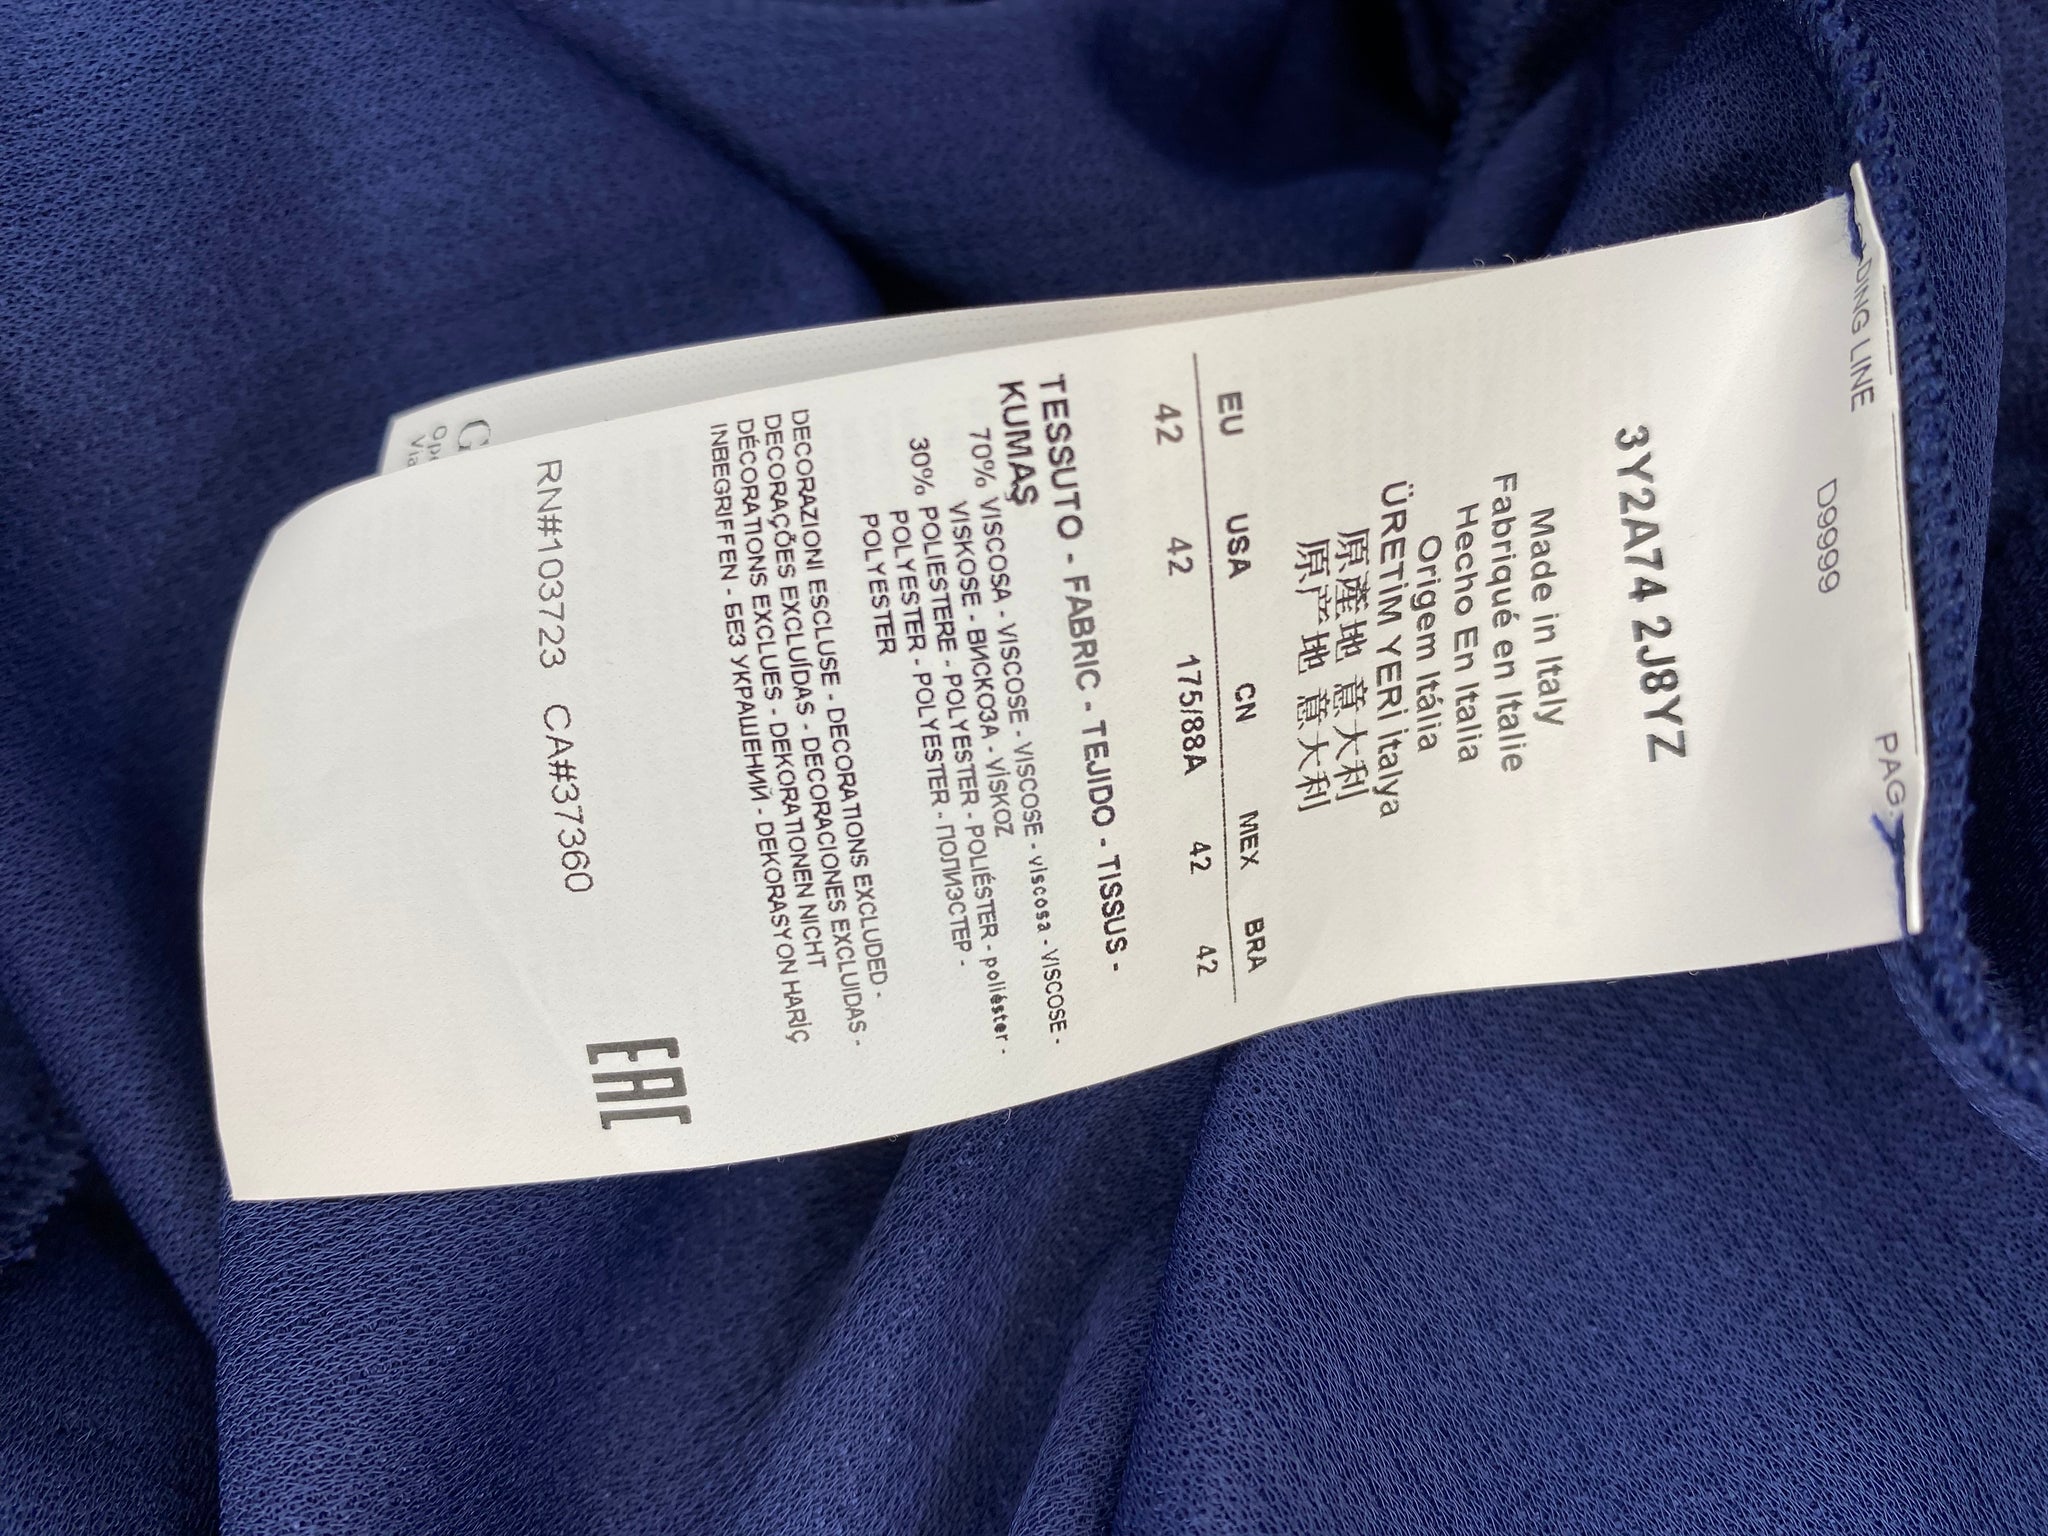 D9999
PAG
3Y2A74 2J8YZ
Made in Italy
Fabriqué en Italie
Hecho En Italia
Origem Itália
ÜRETİM YERİ İtalya
原產地 意大利
原产地 意大利
EU USA CN MEX BRA
42 42 175/88A 42 42
TESSUTO - FABRIC - TEJIDO - TISSUS -
KUMAŞ
70% VISCOSA - VISCOSE - VISCOSE - viscosa - VISCOSE -
VISKOSE - ВИСКОЗА - VİSKOZ
30% POLIESTERE - POLYESTER - POLIÉSTER - poliéster -
POLYESTER - POLYESTER - ПОЛИЭСТЕР -
POLYESTER
DECORAZIONI ESCLUSE - DECORATIONS EXCLUDED -
DECORAÇÕES EXCLUÍDAS - DECORACIONES EXCLUIDAS -
DÉCORATIONS EXCLUES - DEKORATIONEN NICHT
INBEGRIFFEN - БЕЗ УКРАШЕНИЙ - DEKORASYON HARİÇ
RN#103723 CA#37360
EAC